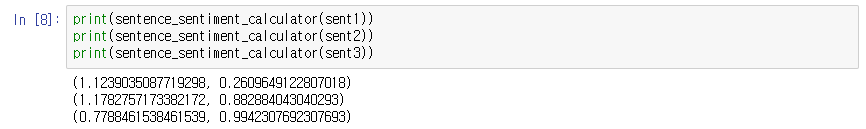 In [8]: print(sentence_sentiment_calculator(sent1))
print(sentence_sentiment_calculator(sent2))
print(sentence_sentiment_calculator(sent3))
(1.1239035087719298, 0.2609649122807018)
(1.1782757173382172, 0.882884043040293)
(0.7788461538461539, 0.9942307692307693)